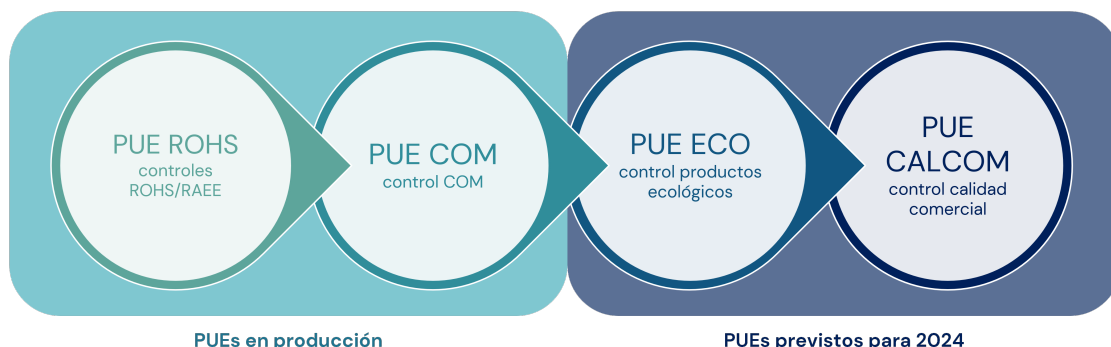 PUE ROHS
controles
ROHS/RAEE
PUE COM
control COM
PUE ECO
control productos
ecológicos
PUE
CALCOM
control calidad
comercial
PUEs en producción
PUEs previstos para 2024